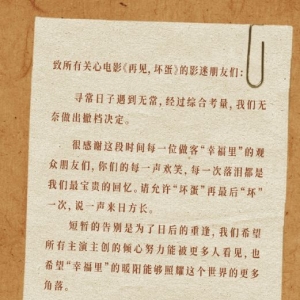 致所有关心电影《再见,坏蛋》的影迷朋友们:
寻常日子遇到无常,经过综合考量,我们无
奈做出撤档决定。
很感谢这段时间每一位做客“幸福里”的观
众朋友们,你们的每一声欢笑,每一次落泪都是
我们最宝贵的回忆。请允许“坏蛋”再最后“坏”
一次,说一声来日方长。
短暂的告别是为了日后的重逢,我们希望
所有主演主创的倾心努力能被更多人看见,也
希望“幸福里”的暖阳能够照耀这个世界的更多
角落。